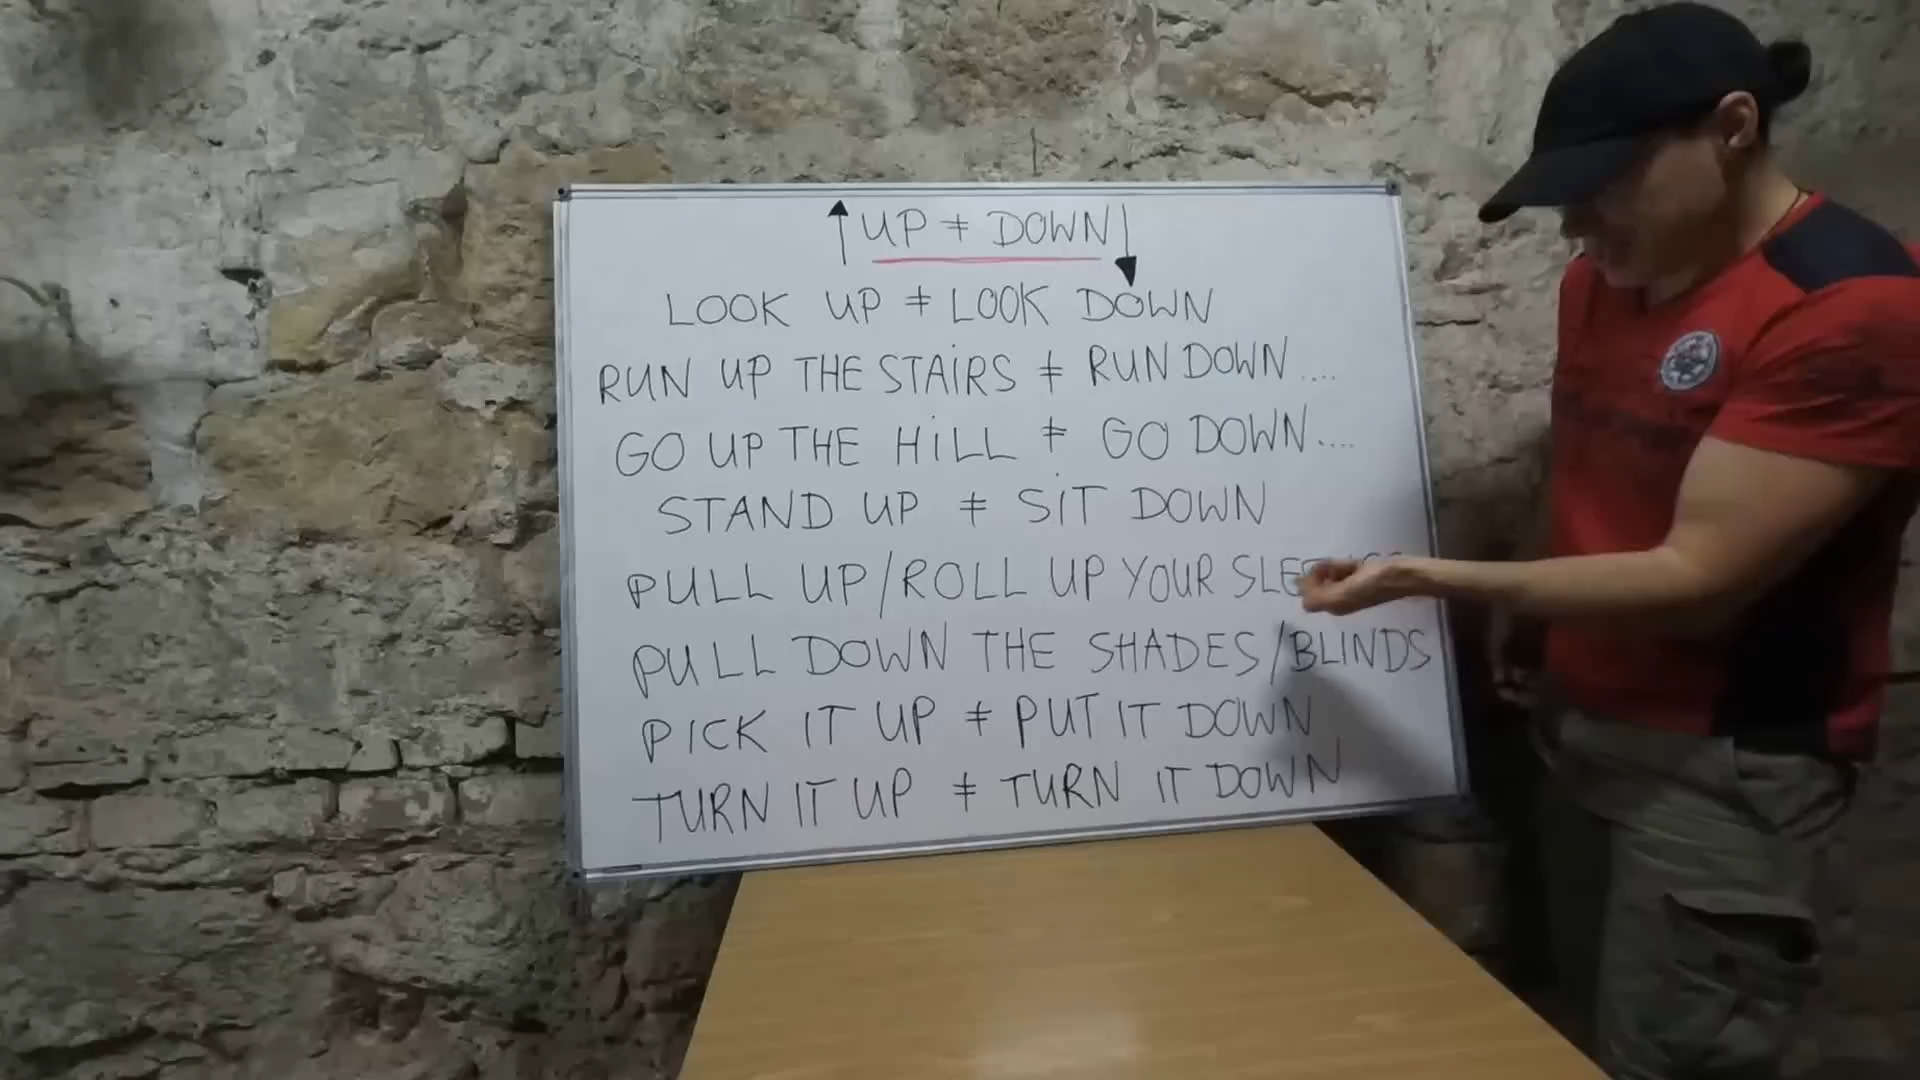 UP ≠ DOWN
LOOK UP ≠ LOOK DOWN
RUN UP THE STAIRS ≠ RUN DOWN....
GO UP THE HILL ≠ GO DOWN....
STAND UP ≠ SIT DOWN
PULL UP/ROLL UP YOUR
PULL DOWN THE SHADES/BLINDS
PICK IT UP ≠ PUT IT DOWN
TURN IT UP ≠ TURN IT DOWN